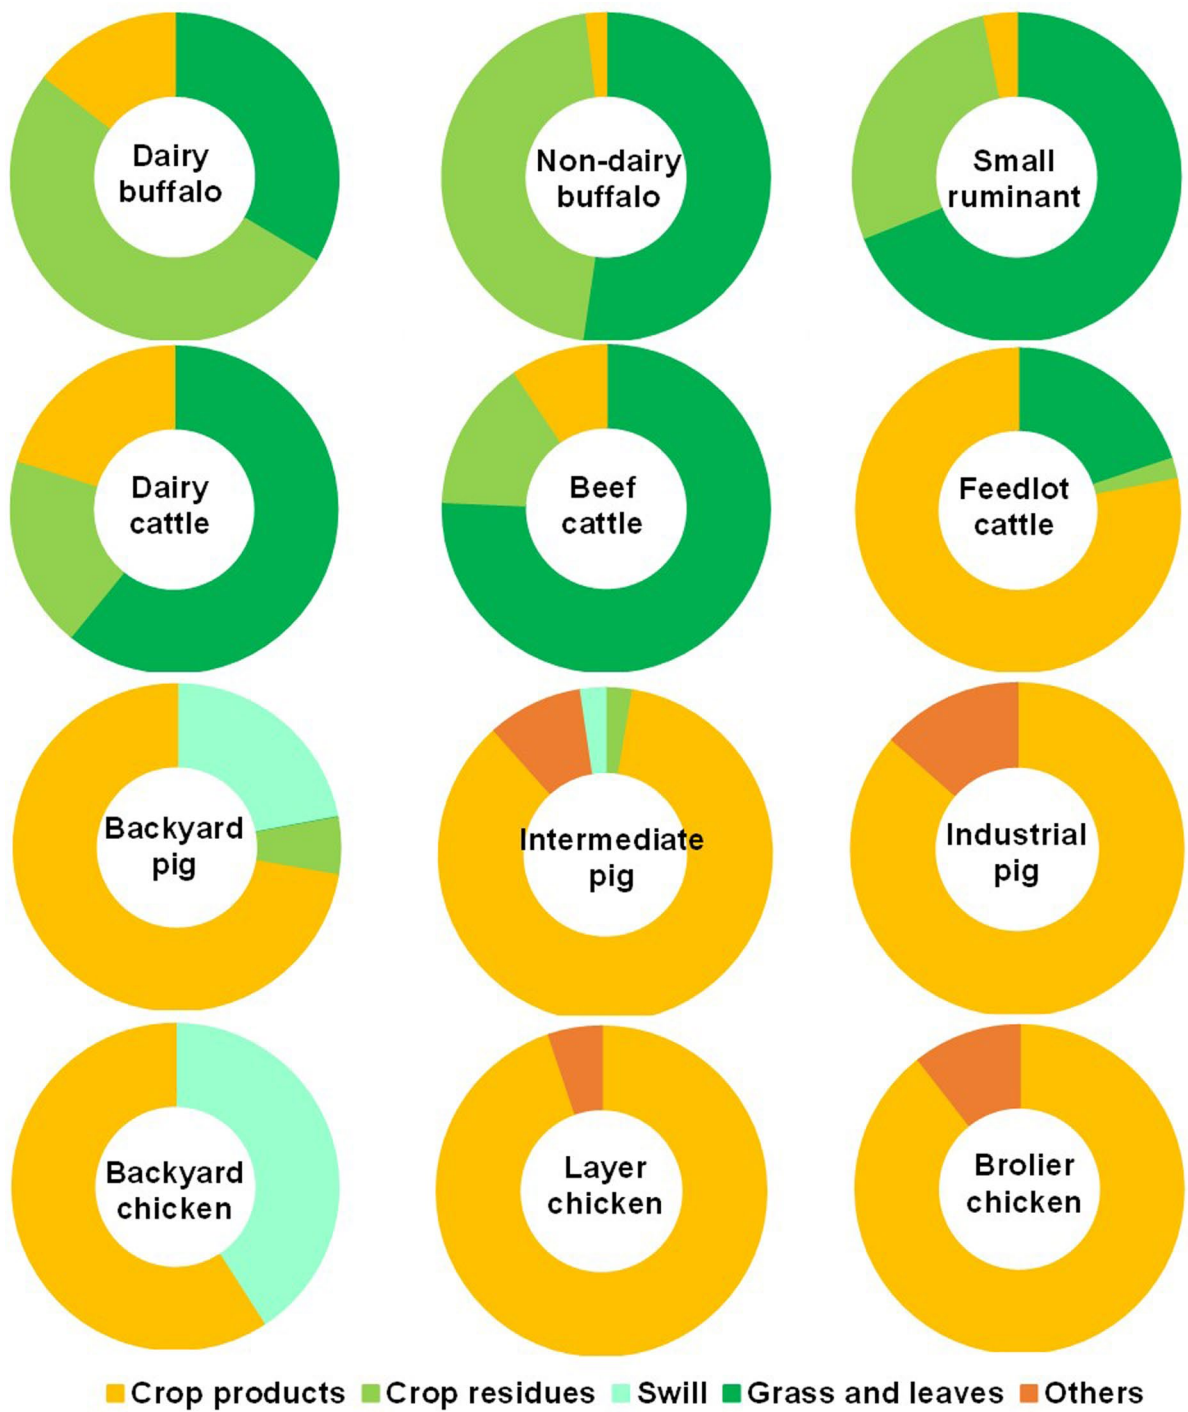 Dairy
buffalo
Non-dairy
buffalo
Small
ruminant
Dairy
cattle
Beef
cattle
Feedlot
cattle
Backyard
pig
Intermediate
pig
Industrial
pig
Backyard
chicken
Layer
chicken
Brolier
chicken
Crop products Crop residues Swill Grass and leaves Others